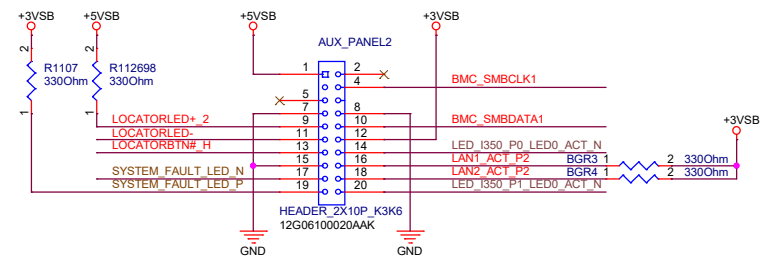 +3VSB +5VSB +5VSB +3VSB
AUX_PANEL2
2 R1107 330Ohm 1
2 R112698 330Ohm 1
1 2
4 BMC_SMBCLK1
5
7 8
LOCATORLED+_2 9 10 BMC_SMBDATA1
LOCATORLED- 11 12
+3VSB
LOCATORBTN#_H 13 14 LED_I350_P0_LED0_ACT_N
15 16 LAN1_ACT_P2 BGR3 1 2 330Ohm
SYSTEM_FAULT_LED_N 17 18 LAN2_ACT_P2 BGR4 1 2 330Ohm
SYSTEM_FAULT_LED_P 19 20 LED_I350_P1_LED0_ACT_N
HEADER_2X10P_K3K6
12G06100020AAK
GND GND